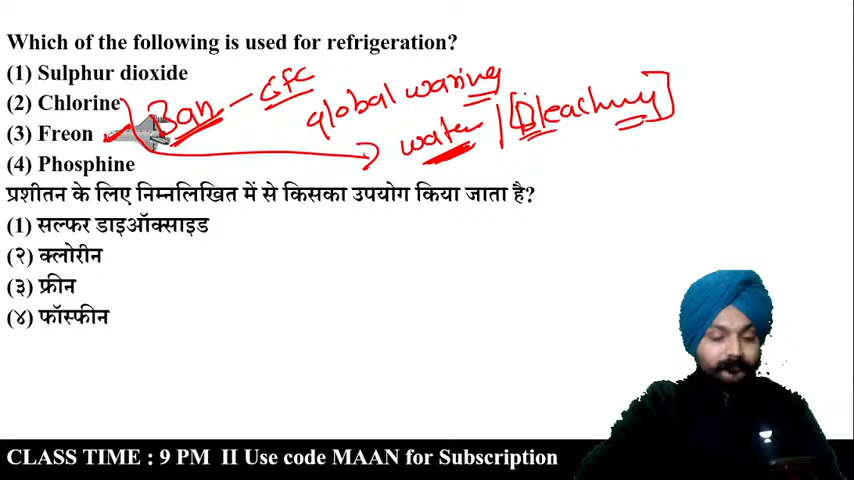 Which of the following is used for refrigeration?
(1) Sulphur dioxide
(2) Chlorine
(3) Freon
(4) Phosphine
Ban - Cfc
global waring
water | [Bleachng]
प्रशीतन के लिए निम्नलिखित में से किसका उपयोग किया जाता है?
(1) सल्फर डाइऑक्साइड
(२) क्लोरीन
(३) फ्रीन
(४) फॉस्फीन
CLASS TIME : 9 PM II Use code MAAN for Subscription